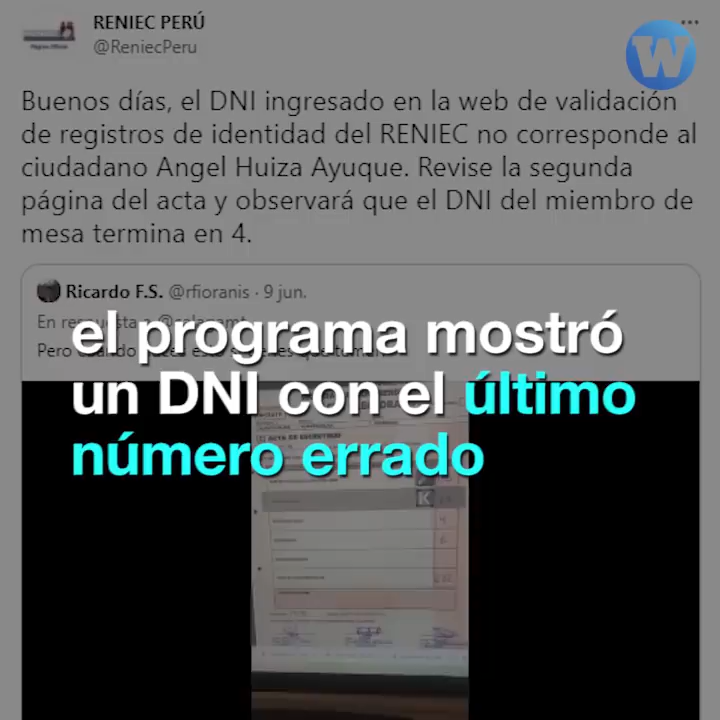 RENIEC PERÚ
@ReniecPeru
W
Buenos días, el DNI ingresado en la web de validación
de registros de identidad del RENIEC no corresponde al
ciudadano Angel Huiza Ayuque. Revise la segunda
página del acta y observará que el DNI del miembro de
mesa termina en 4.
Ricardo F.S. @rfioranis · 9 jun.
En respuesta a
Pero
el programa mostró
un DNI con el último
número errado
K